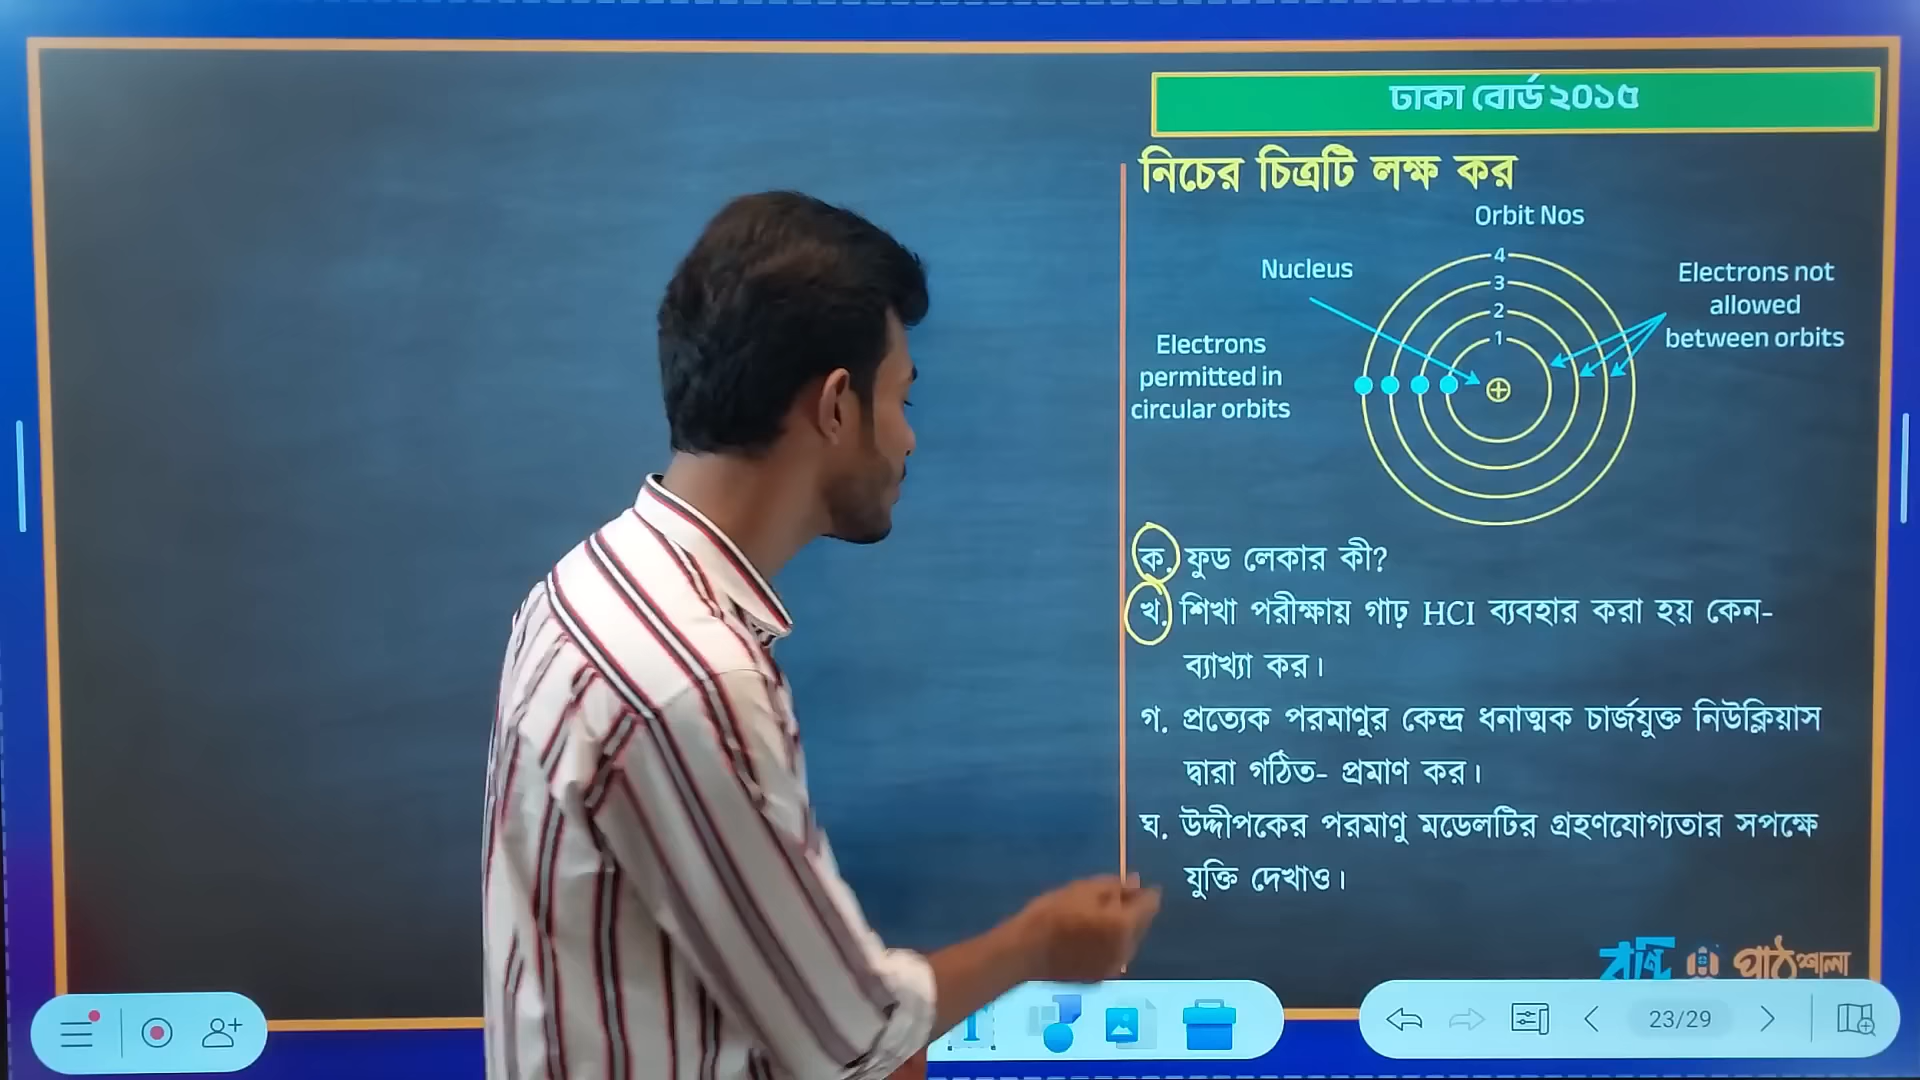 ঢাকা বোর্ড ২০১৫
নিচের চিত্রটি লক্ষ কর
Orbit Nos
Nucleus
4
3
2
1
Electrons not
allowed
between orbits
Electrons
permitted in
circular orbits
+
ক. ফুড লেকার কী?
খ. শিখা পরীক্ষায় গাঢ় HCl ব্যবহার করা হয় কেন-
ব্যাখ্যা কর।
গ. প্রত্যেক পরমাণুর কেন্দ্র ধনাত্মক চার্জযুক্ত নিউক্লিয়াস
দ্বারা গঠিত- প্রমাণ কর।
ঘ. উদ্দীপকের পরমাণু মডেলটির গ্রহণযোগ্যতার সপক্ষে
যুক্তি দেখাও।
পাঠশালা
T
23/29